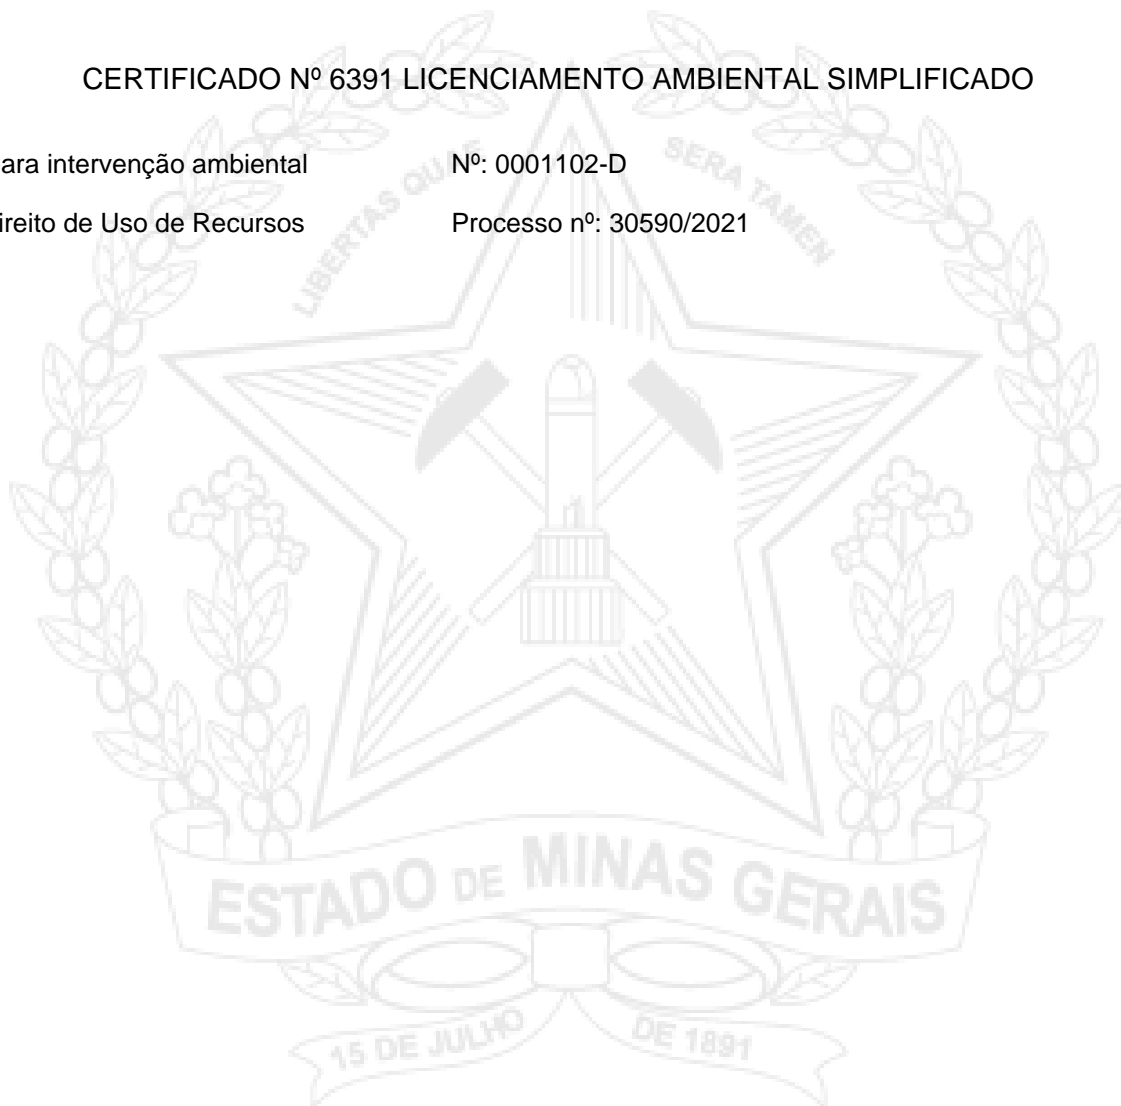 CERTIFICADO Nº 6391 LICENCIAMENTO AMBIENTAL SIMPLIFICADO
ara intervenção ambiental Nº: 0001102-D
ireito de Uso de Recursos Processo nº: 30590/2021
LIBERTAS QUAE SERA TAMEN
ESTADO DE MINAS GERAIS
15 DE JULHO DE 1891